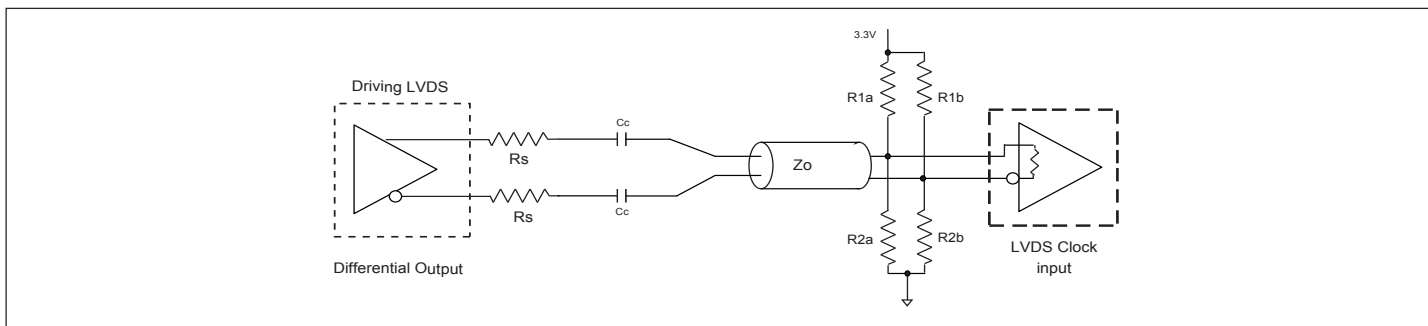 3.3V
Driving LVDS
R1a
R1b
Cc
Rs
Zo
Cc
Rs
R2a
R2b
LVDS Clock
input
Differential Output